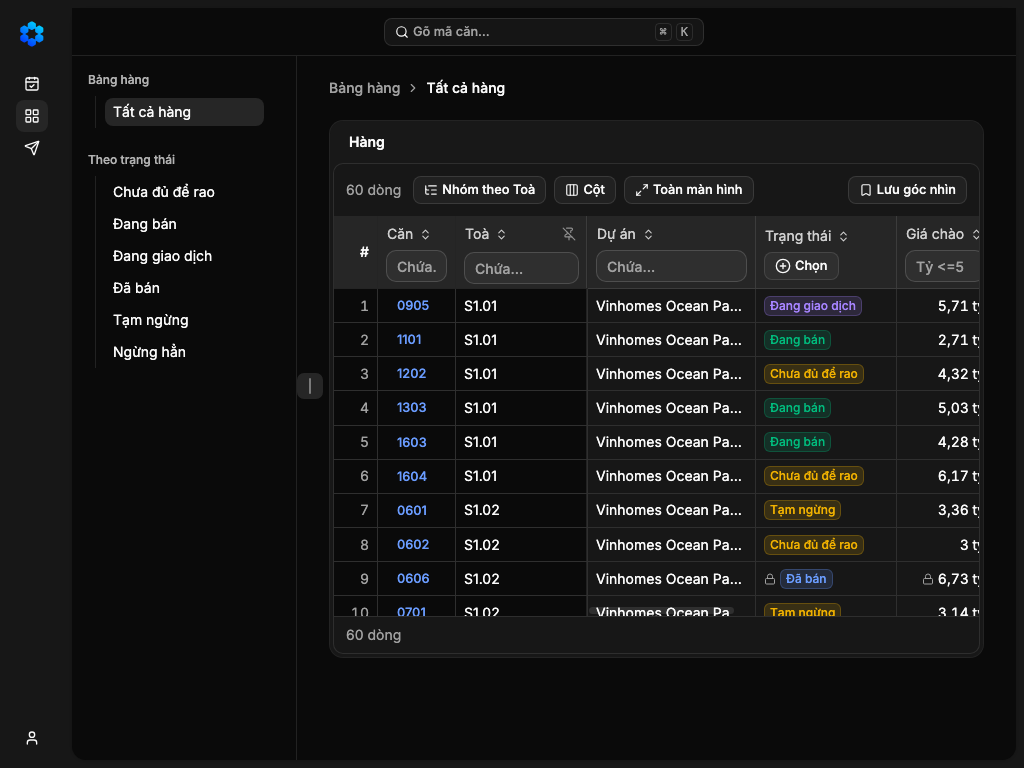 Gõ mã căn...
⌘ K
Bảng hàng
Tất cả hàng
Theo trạng thái
Chưa đủ để rao
Đang bán
Đang giao dịch
Đã bán
Tạm ngừng
Ngừng hẳn
Bảng hàng > Tất cả hàng
Hàng
60 dòng Nhóm theo Toà Cột Toàn màn hình Lưu góc nhìn
# Căn Toà Dự án Trạng thái Giá chào
Chứa. Chứa... Chứa... Chọn Tỷ <=5
1 0905 S1.01 Vinhomes Ocean Pa... Đang giao dịch 5,71 tỷ
2 1101 S1.01 Vinhomes Ocean Pa... Đang bán 2,71 tỷ
3 1202 S1.01 Vinhomes Ocean Pa... Chưa đủ để rao 4,32 tỷ
4 1303 S1.01 Vinhomes Ocean Pa... Đang bán 5,03 tỷ
5 1603 S1.01 Vinhomes Ocean Pa... Đang bán 4,28 tỷ
6 1604 S1.01 Vinhomes Ocean Pa... Chưa đủ để rao 6,17 tỷ
7 0601 S1.02 Vinhomes Ocean Pa... Tạm ngừng 3,36 tỷ
8 0602 S1.02 Vinhomes Ocean Pa... Chưa đủ để rao 3 tỷ
9 0606 S1.02 Vinhomes Ocean Pa... Đã bán 6,73 tỷ
10 0701 S1.02 Vinhomes Ocean Pa... Tạm ngừng 3,14 tỷ
60 dòng